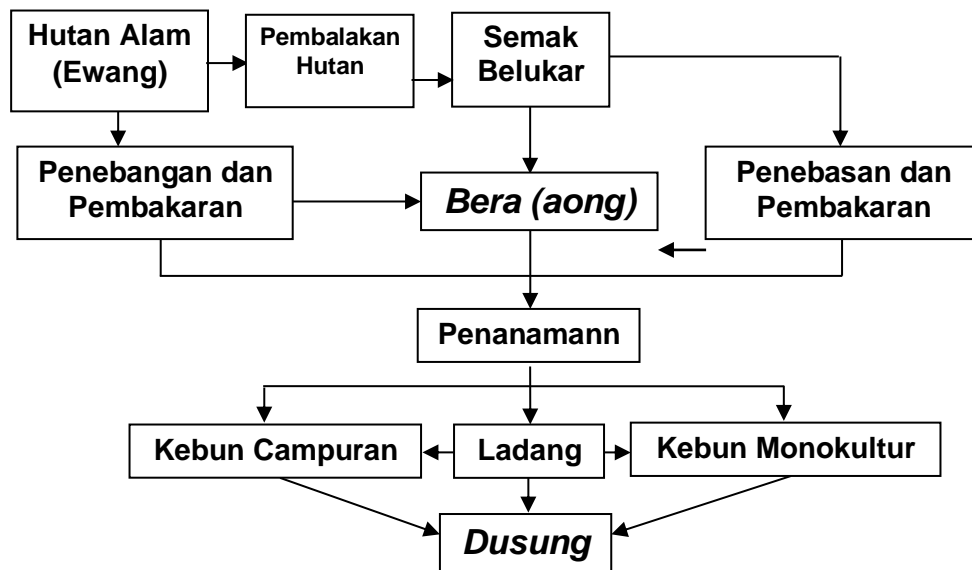 Hutan Alam
(Ewang)
Pembalakan
Hutan
Semak
Belukar
Penebangan dan
Pembakaran
Bera (aong)
Penebasan dan
Pembakaran
Penanamann
Kebun Campuran
Ladang
Kebun Monokultur
Dusung